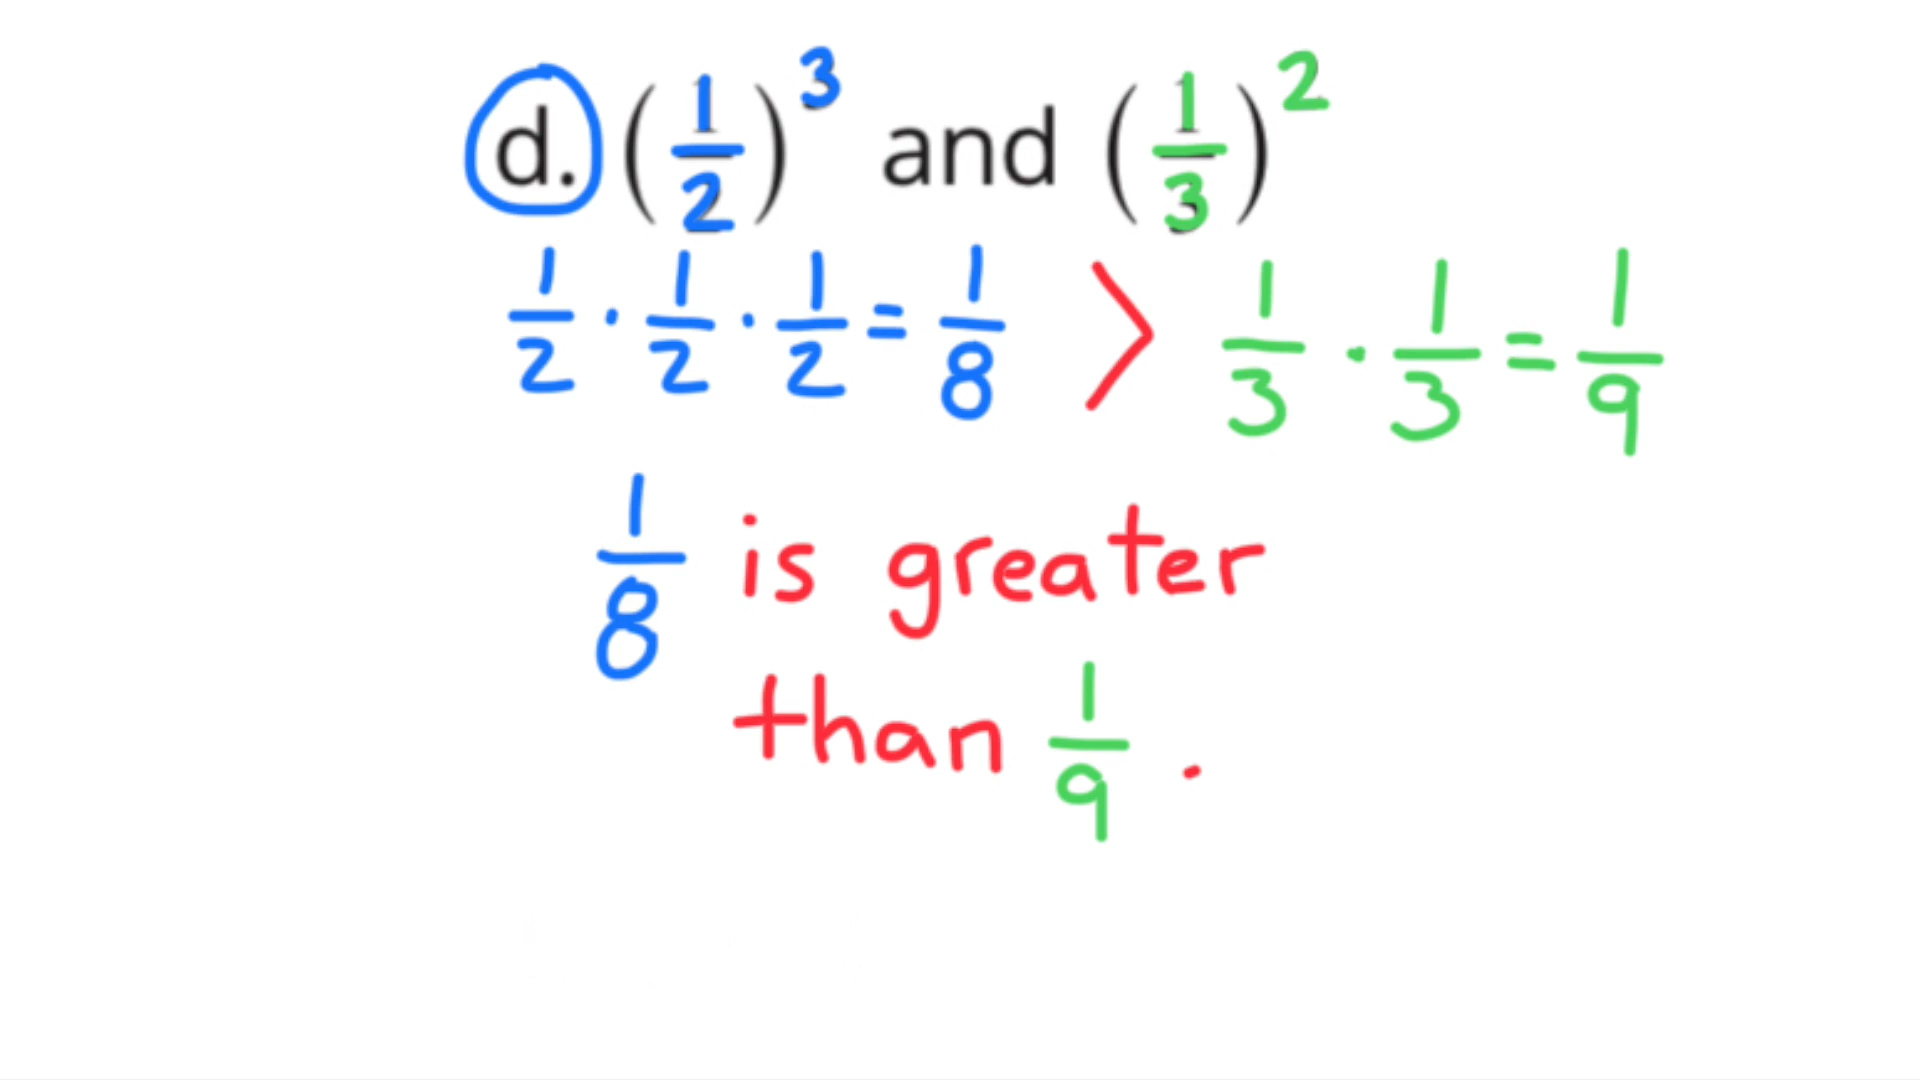 d. (1/2)^3 and (1/3)^2
1/2 · 1/2 · 1/2 = 1/8 > 1/3 · 1/3 = 1/9
1/8 is greater
than 1/9 .